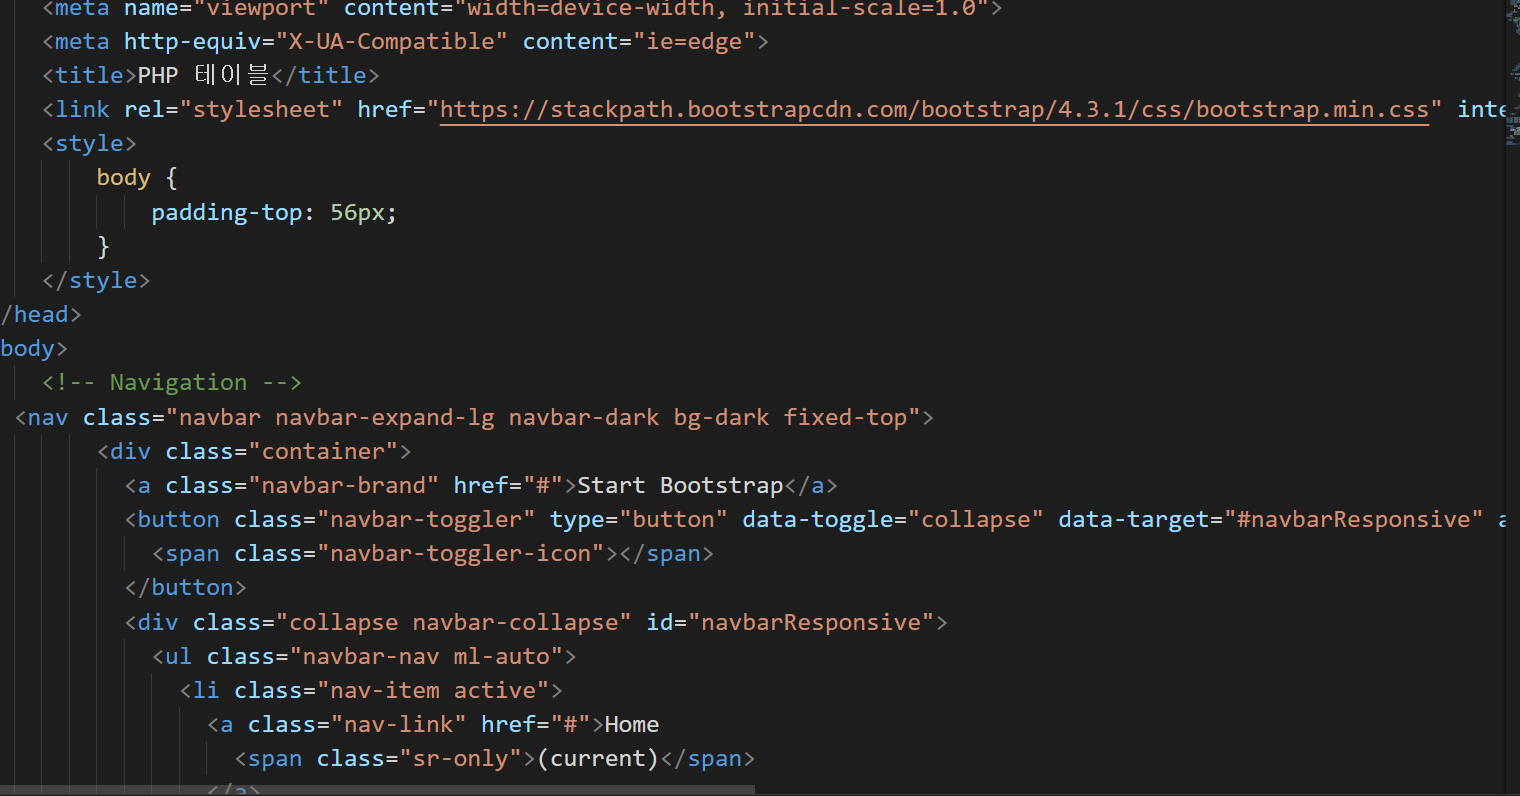 <meta name="viewport" content="width=device-width, initial-scale=1.0">
<meta http-equiv="X-UA-Compatible" content="ie=edge">
<title>PHP 테이블</title>
<link rel="stylesheet" href="https://stackpath.bootstrapcdn.com/bootstrap/4.3.1/css/bootstrap.min.css" inte
<style>
body {
padding-top: 56px;
}
</style>
/head>
body>
<!-- Navigation -->
<nav class="navbar navbar-expand-lg navbar-dark bg-dark fixed-top">
<div class="container">
<a class="navbar-brand" href="#">Start Bootstrap</a>
<button class="navbar-toggler" type="button" data-toggle="collapse" data-target="#navbarResponsive" a
<span class="navbar-toggler-icon"></span>
</button>
<div class="collapse navbar-collapse" id="navbarResponsive">
<ul class="navbar-nav ml-auto">
<li class="nav-item active">
<a class="nav-link" href="#">Home
<span class="sr-only">(current)</span>
</a>